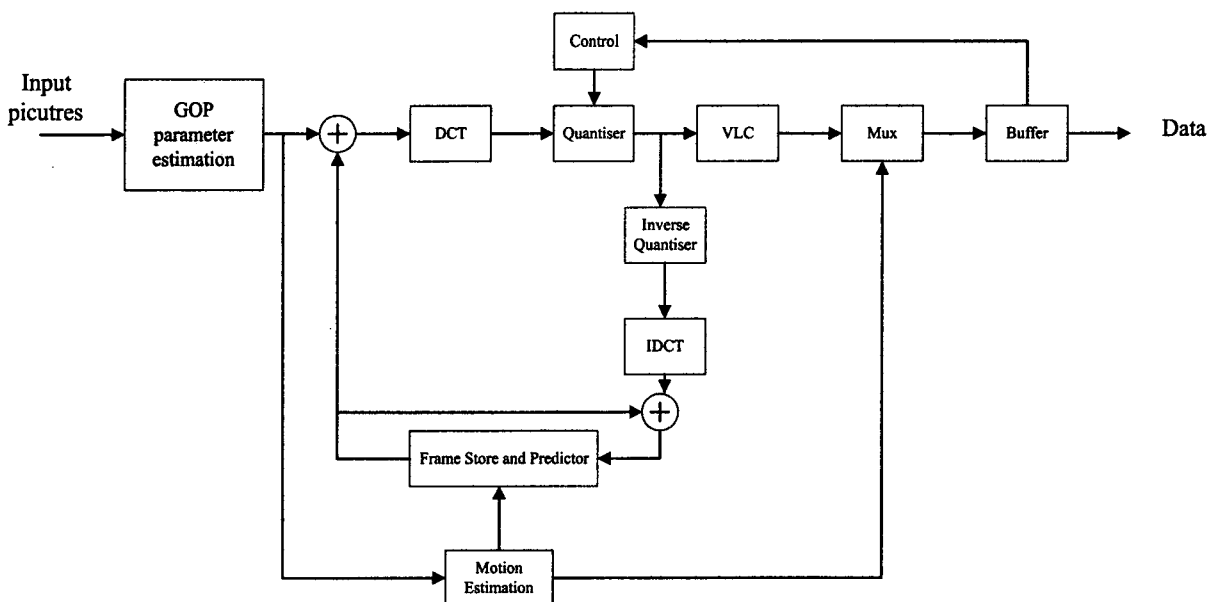 Control
Input
picutres
GOP
parameter
estimation
+
DCT
Quantiser
VLC
Mux
Buffer
Data
Inverse
Quantiser
IDCT
+
Frame Store and Predictor
Motion
Estimation